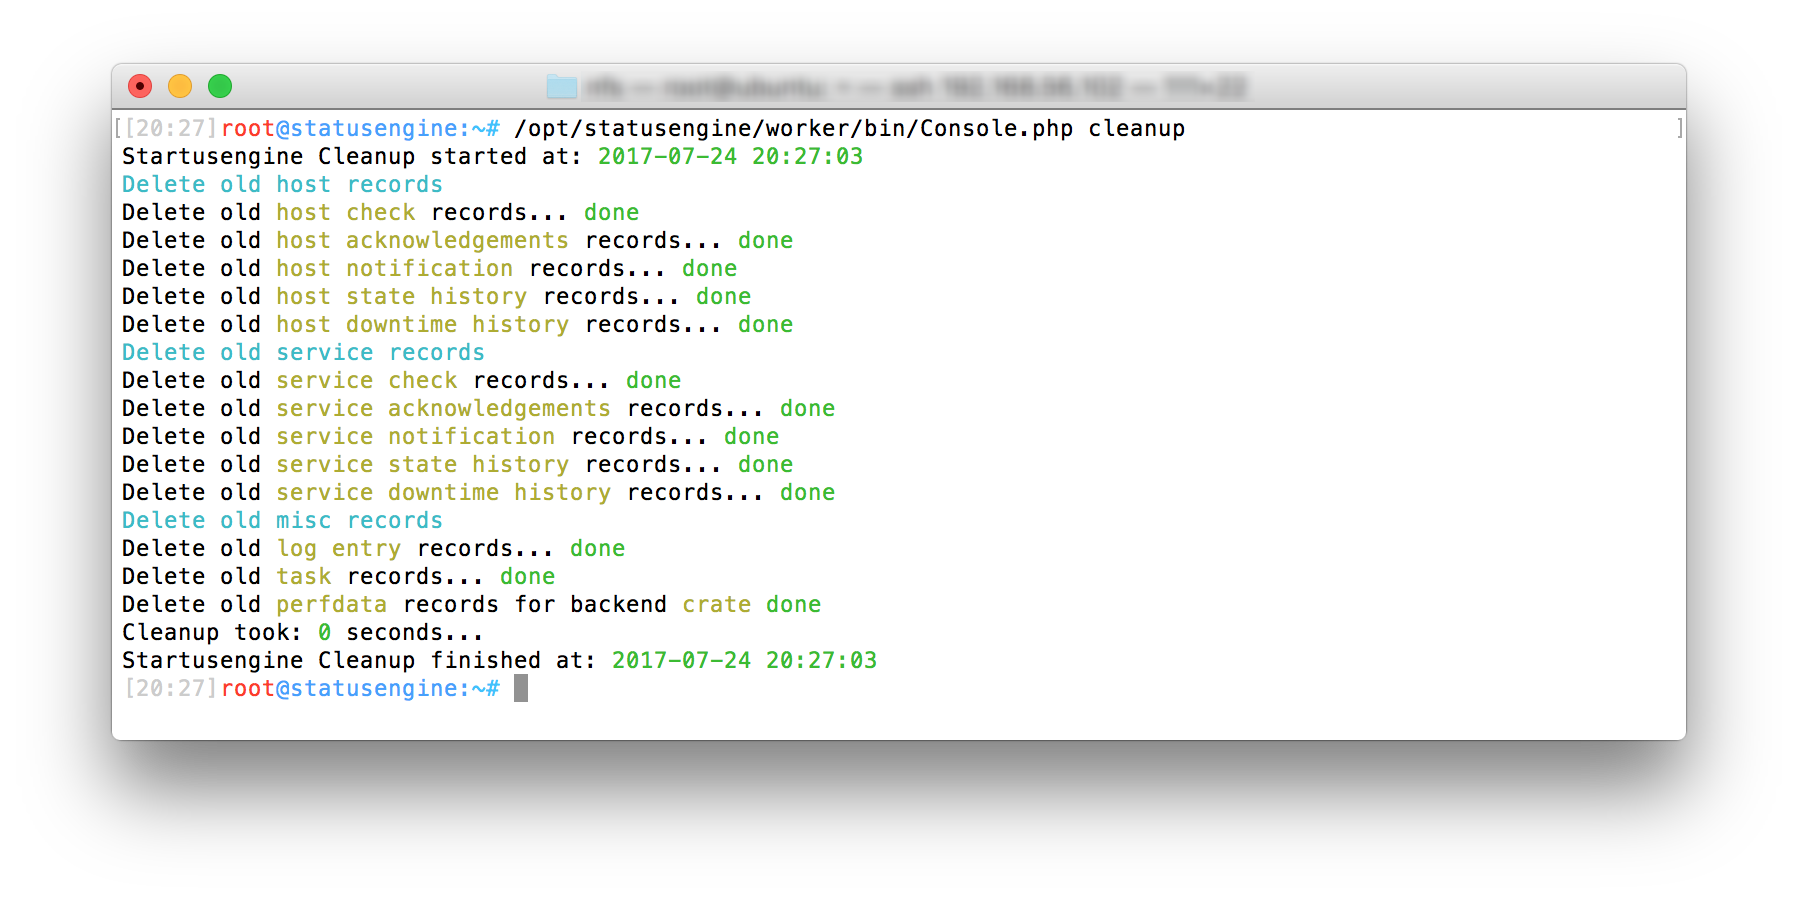 [20:27]root@statusengine:~# /opt/statusengine/worker/bin/Console.php cleanup
Startusengine Cleanup started at: 2017-07-24 20:27:03
Delete old host records
Delete old host check records... done
Delete old host acknowledgements records... done
Delete old host notification records... done
Delete old host state history records... done
Delete old host downtime history records... done
Delete old service records
Delete old service check records... done
Delete old service acknowledgements records... done
Delete old service notification records... done
Delete old service state history records... done
Delete old service downtime history records... done
Delete old misc records
Delete old log entry records... done
Delete old task records... done
Delete old perfdata records for backend crate done
Cleanup took: 0 seconds...
Startusengine Cleanup finished at: 2017-07-24 20:27:03
[20:27]root@statusengine:~#